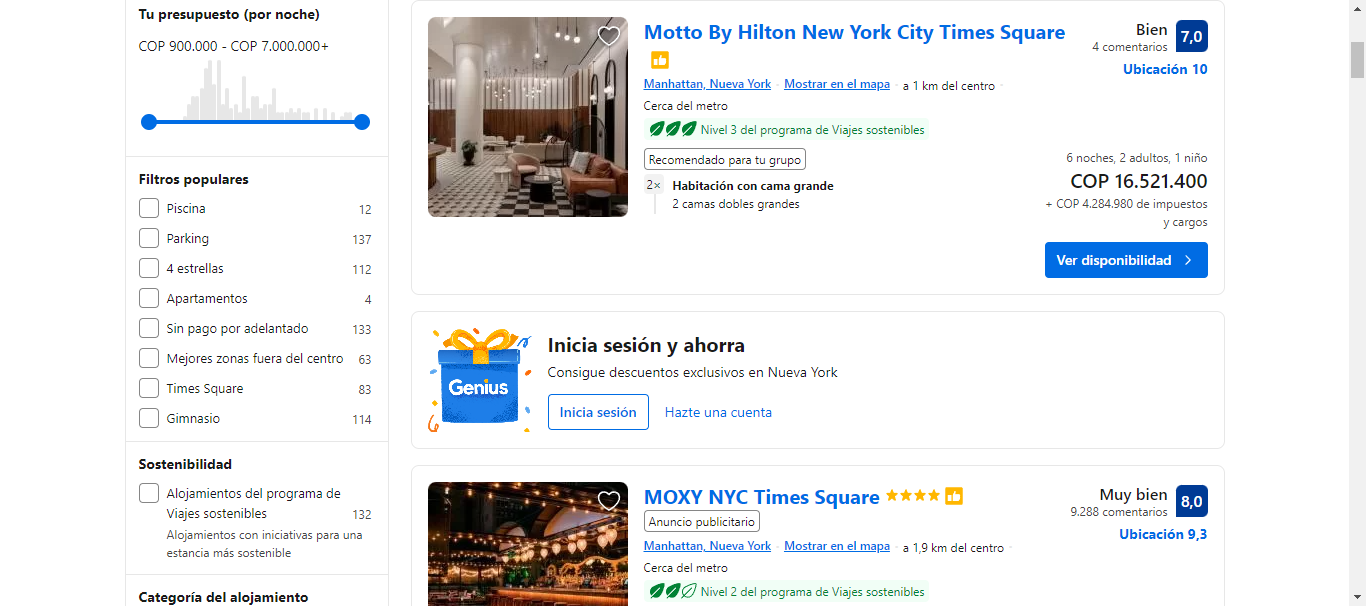 Tu presupuesto (por noche)
COP 900.000 - COP 7.000.000+
Filtros populares
Piscina 12
Parking 137
4 estrellas 112
Apartamentos 4
Sin pago por adelantado 133
Mejores zonas fuera del centro 63
Times Square 83
Gimnasio 114
Sostenibilidad
Alojamientos del programa de
Viajes sostenibles 132
Alojamientos con iniciativas para una
estancia más sostenible
Categoría del alojamiento
Motto By Hilton New York City Times Square
Bien 7,0
4 comentarios
Ubicación 10
Manhattan, Nueva York · Mostrar en el mapa · a 1 km del centro ·
Cerca del metro
Nivel 3 del programa de Viajes sostenibles
Recomendado para tu grupo
2× Habitación con cama grande
2 camas dobles grandes
6 noches, 2 adultos, 1 niño
COP 16.521.400
+ COP 4.284.980 de impuestos
y cargos
Ver disponibilidad
Genius
Inicia sesión y ahorra
Consigue descuentos exclusivos en Nueva York
Inicia sesión Hazte una cuenta
MOXY NYC Times Square
Anuncio publicitario
Muy bien 8,0
9.288 comentarios
Ubicación 9,3
Manhattan, Nueva York · Mostrar en el mapa · a 1,9 km del centro ·
Cerca del metro
Nivel 2 del programa de Viajes sostenibles